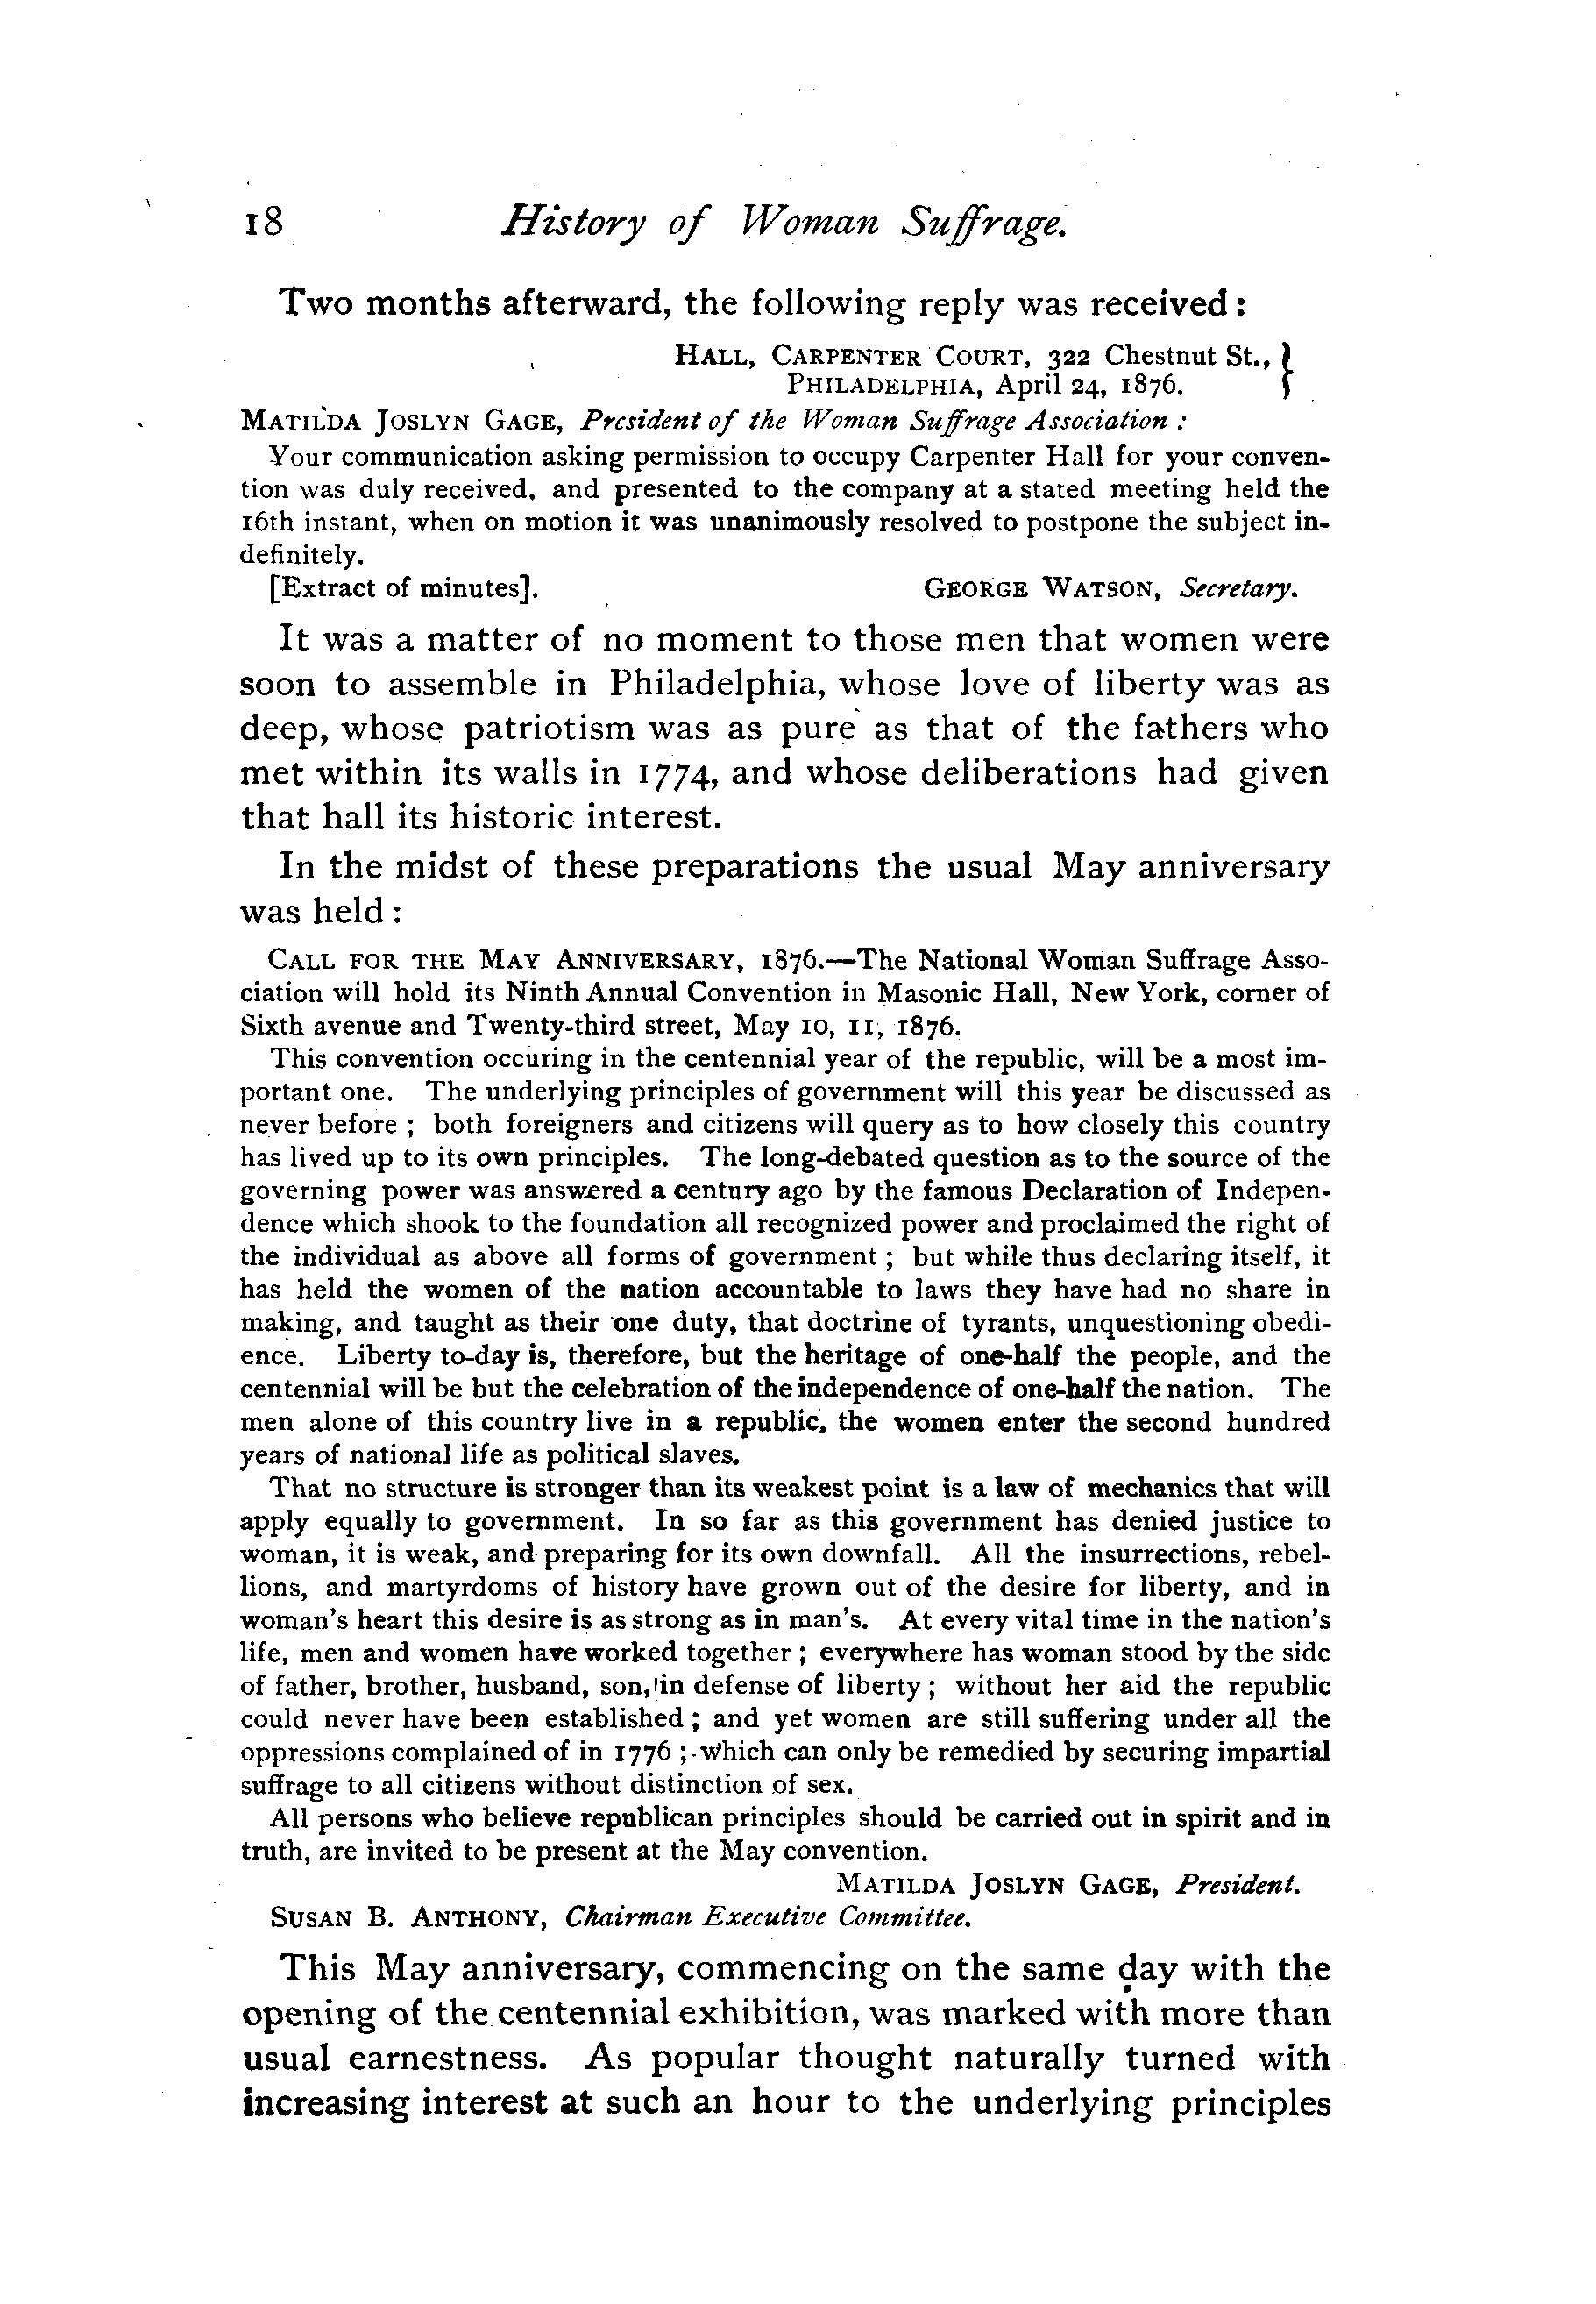 18 History of Woman Suffrage.
Two months afterward, the following reply was received :
HALL, CARPENTER COURT, 322 Chestnut St., }
PHILADELPHIA, April 24, 1876.
MATILDA JOSLYN GAGE, President of the Woman Suffrage Association :
Your communication asking permission to occupy Carpenter Hall for your conven-
tion was duly received, and presented to the company at a stated meeting held the
16th instant, when on motion it was unanimously resolved to postpone the subject in-
definitely.
[Extract of minutes]. GEORGE WATSON, Secretary.
It was a matter of no moment to those men that women were
soon to assemble in Philadelphia, whose love of liberty was as
deep, whose patriotism was as pure as that of the fathers who
met within its walls in 1774, and whose deliberations had given
that hall its historic interest.
In the midst of these preparations the usual May anniversary
was held :
CALL FOR THE MAY ANNIVERSARY, 1876.—The National Woman Suffrage Asso-
ciation will hold its Ninth Annual Convention in Masonic Hall, New York, corner of
Sixth avenue and Twenty-third street, May 10, 11, 1876.
This convention occuring in the centennial year of the republic, will be a most im-
portant one. The underlying principles of government will this year be discussed as
never before ; both foreigners and citizens will query as to how closely this country
has lived up to its own principles. The long-debated question as to the source of the
governing power was answered a century ago by the famous Declaration of Indepen-
dence which shook to the foundation all recognized power and proclaimed the right of
the individual as above all forms of government ; but while thus declaring itself, it
has held the women of the nation accountable to laws they have had no share in
making, and taught as their one duty, that doctrine of tyrants, unquestioning obedi-
ence. Liberty to-day is, therefore, but the heritage of one-half the people, and the
centennial will be but the celebration of the independence of one-half the nation. The
men alone of this country live in a republic, the women enter the second hundred
years of national life as political slaves.
That no structure is stronger than its weakest point is a law of mechanics that will
apply equally to government. In so far as this government has denied justice to
woman, it is weak, and preparing for its own downfall. All the insurrections, rebel-
lions, and martyrdoms of history have grown out of the desire for liberty, and in
woman's heart this desire is as strong as in man's. At every vital time in the nation's
life, men and women have worked together ; everywhere has woman stood by the side
of father, brother, husband, son, in defense of liberty ; without her aid the republic
could never have been established ; and yet women are still suffering under all the
oppressions complained of in 1776 ; which can only be remedied by securing impartial
suffrage to all citizens without distinction of sex.
All persons who believe republican principles should be carried out in spirit and in
truth, are invited to be present at the May convention.
MATILDA JOSLYN GAGE, President.
SUSAN B. ANTHONY, Chairman Executive Committee.
This May anniversary, commencing on the same day with the
opening of the centennial exhibition, was marked with more than
usual earnestness. As popular thought naturally turned with
increasing interest at such an hour to the underlying principles